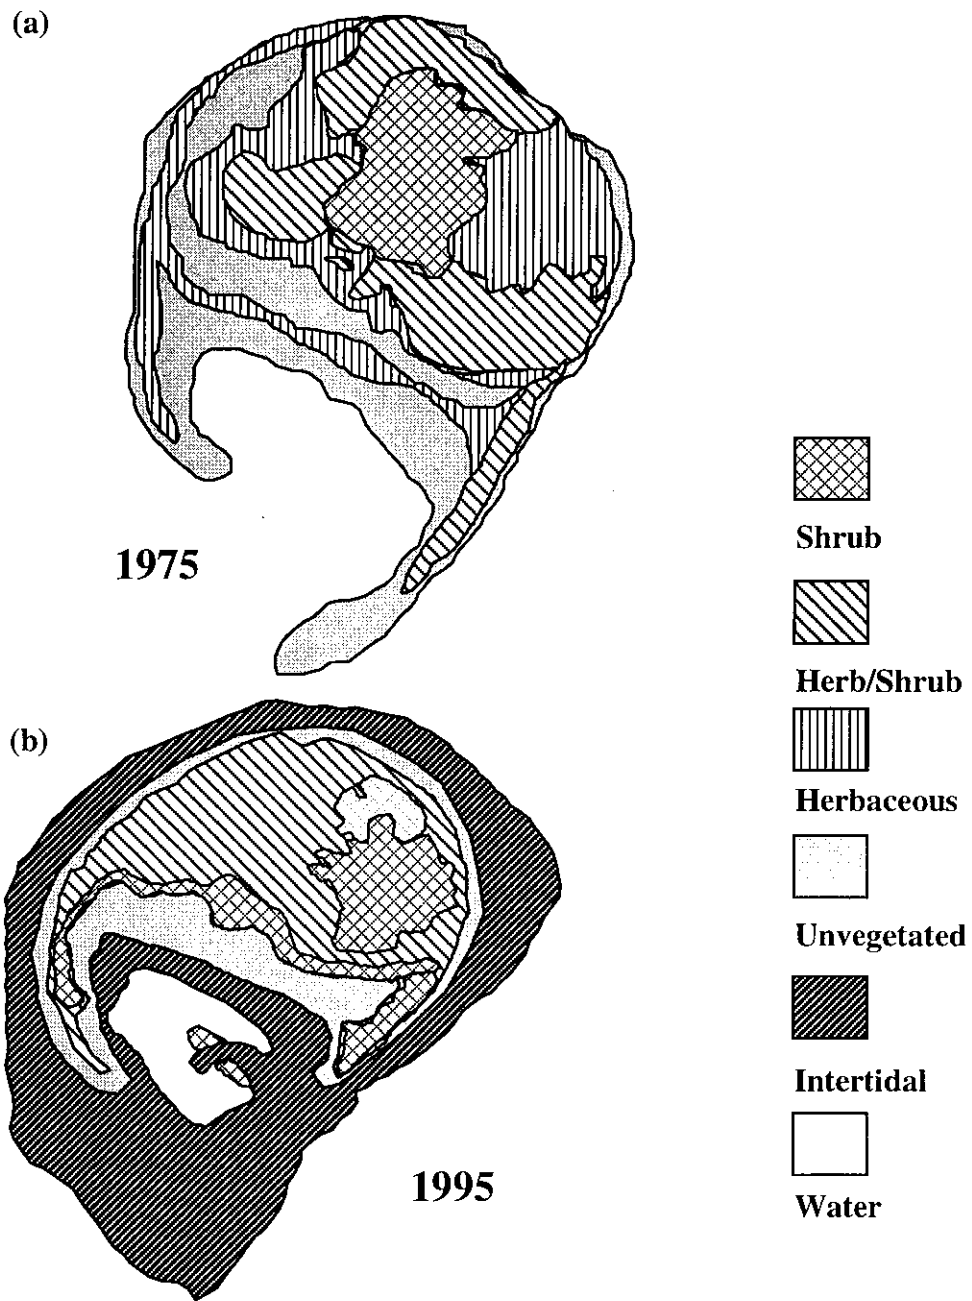 (a)
1975
Shrub
Herb/Shrub
Herbaceous
Unvegetated
Intertidal
Water
(b)
1995